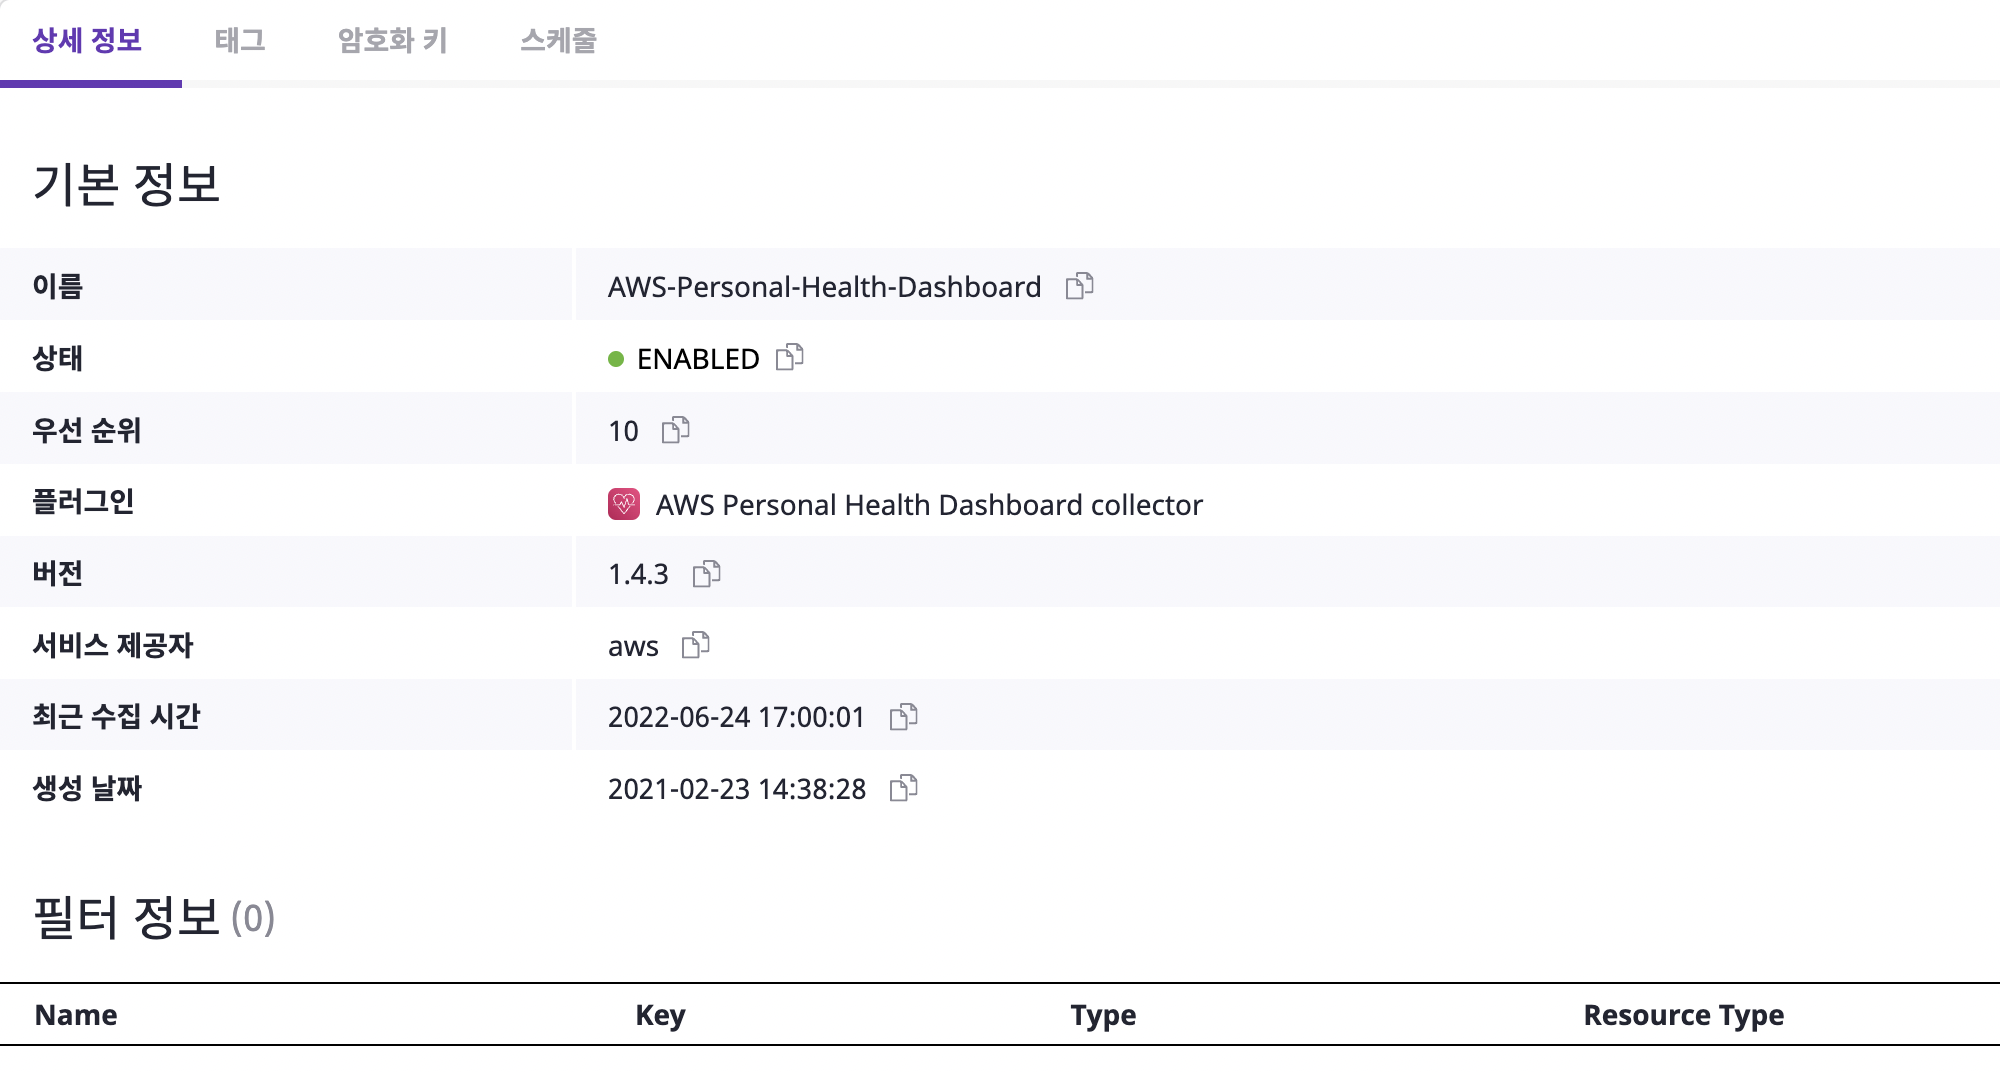 상세 정보 태그 암호화 키 스케줄
기본 정보
이름 AWS-Personal-Health-Dashboard
상태 ENABLED
우선 순위 10
플러그인 AWS Personal Health Dashboard collector
버전 1.4.3
서비스 제공자 aws
최근 수집 시간 2022-06-24 17:00:01
생성 날짜 2021-02-23 14:38:28
필터 정보 (0)
Name Key Type Resource Type